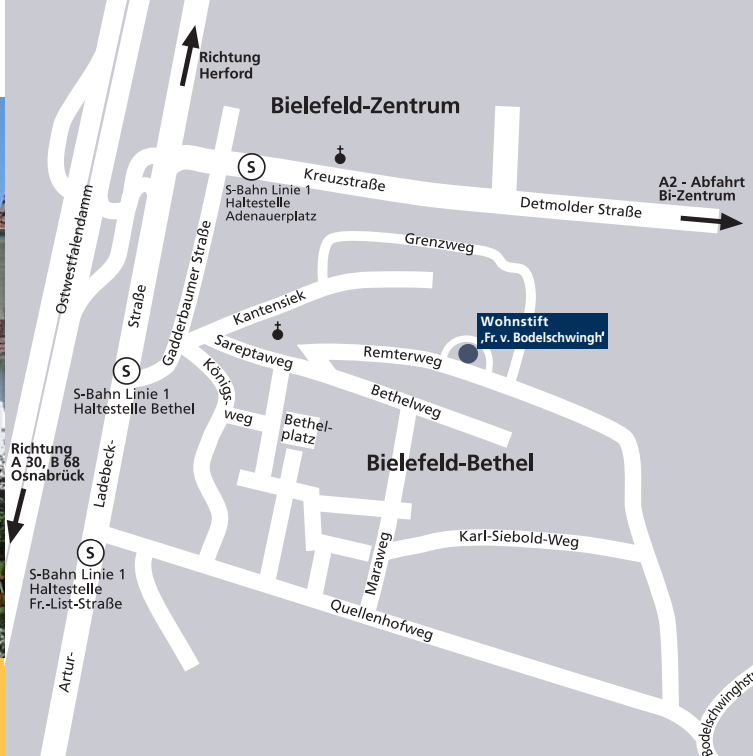 Richtung
Herford
Bielefeld-Zentrum
S
S-Bahn Linie 1
Haltestelle
Adenauerplatz
Kreuzstraße
Detmolder Straße
A2 - Abfahrt
Bi-Zentrum
Ostwestfalendamm
Straße
Gadderbaumer Straße
Grenzweg
Kantensiek
Wohnstift
‚Fr. v. Bodelschwingh‘
Sareptaweg
Remterweg
S
S-Bahn Linie 1
Haltestelle Bethel
Königs-
weg
Bethelweg
Bethel-
platz
Richtung
A 30, B 68
Osnabrück
Ladebeck-
Bielefeld-Bethel
S
S-Bahn Linie 1
Haltestelle
Fr.-List-Straße
Karl-Siebold-Weg
Maraweg
Quellenhofweg
Artur-
Bodelschwinghstr